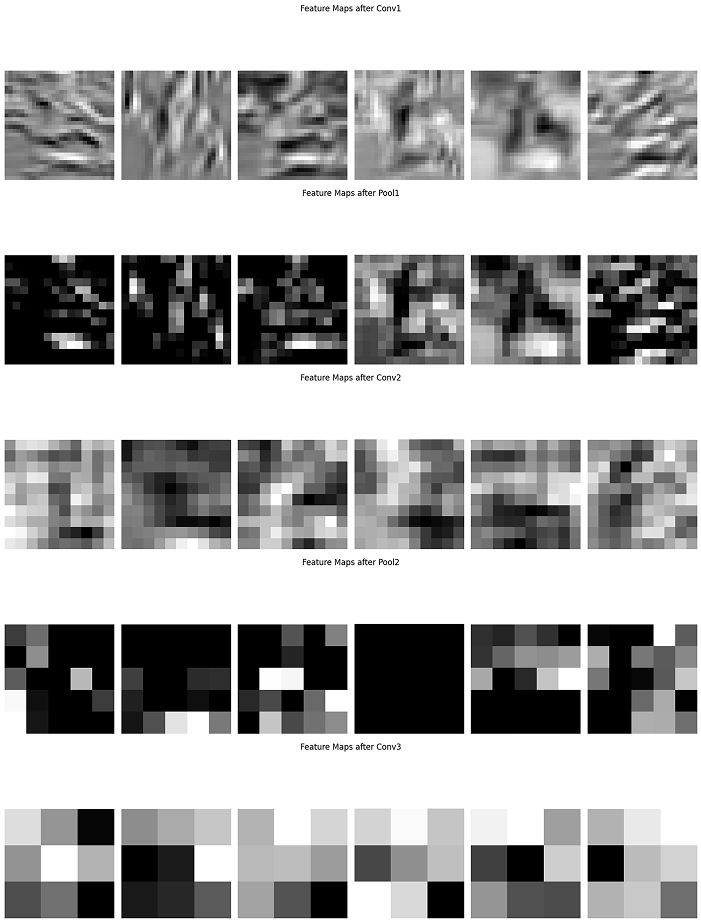 Feature Maps after Conv1
Feature Maps after Pool1
Feature Maps after Conv2
Feature Maps after Pool2
Feature Maps after Conv3